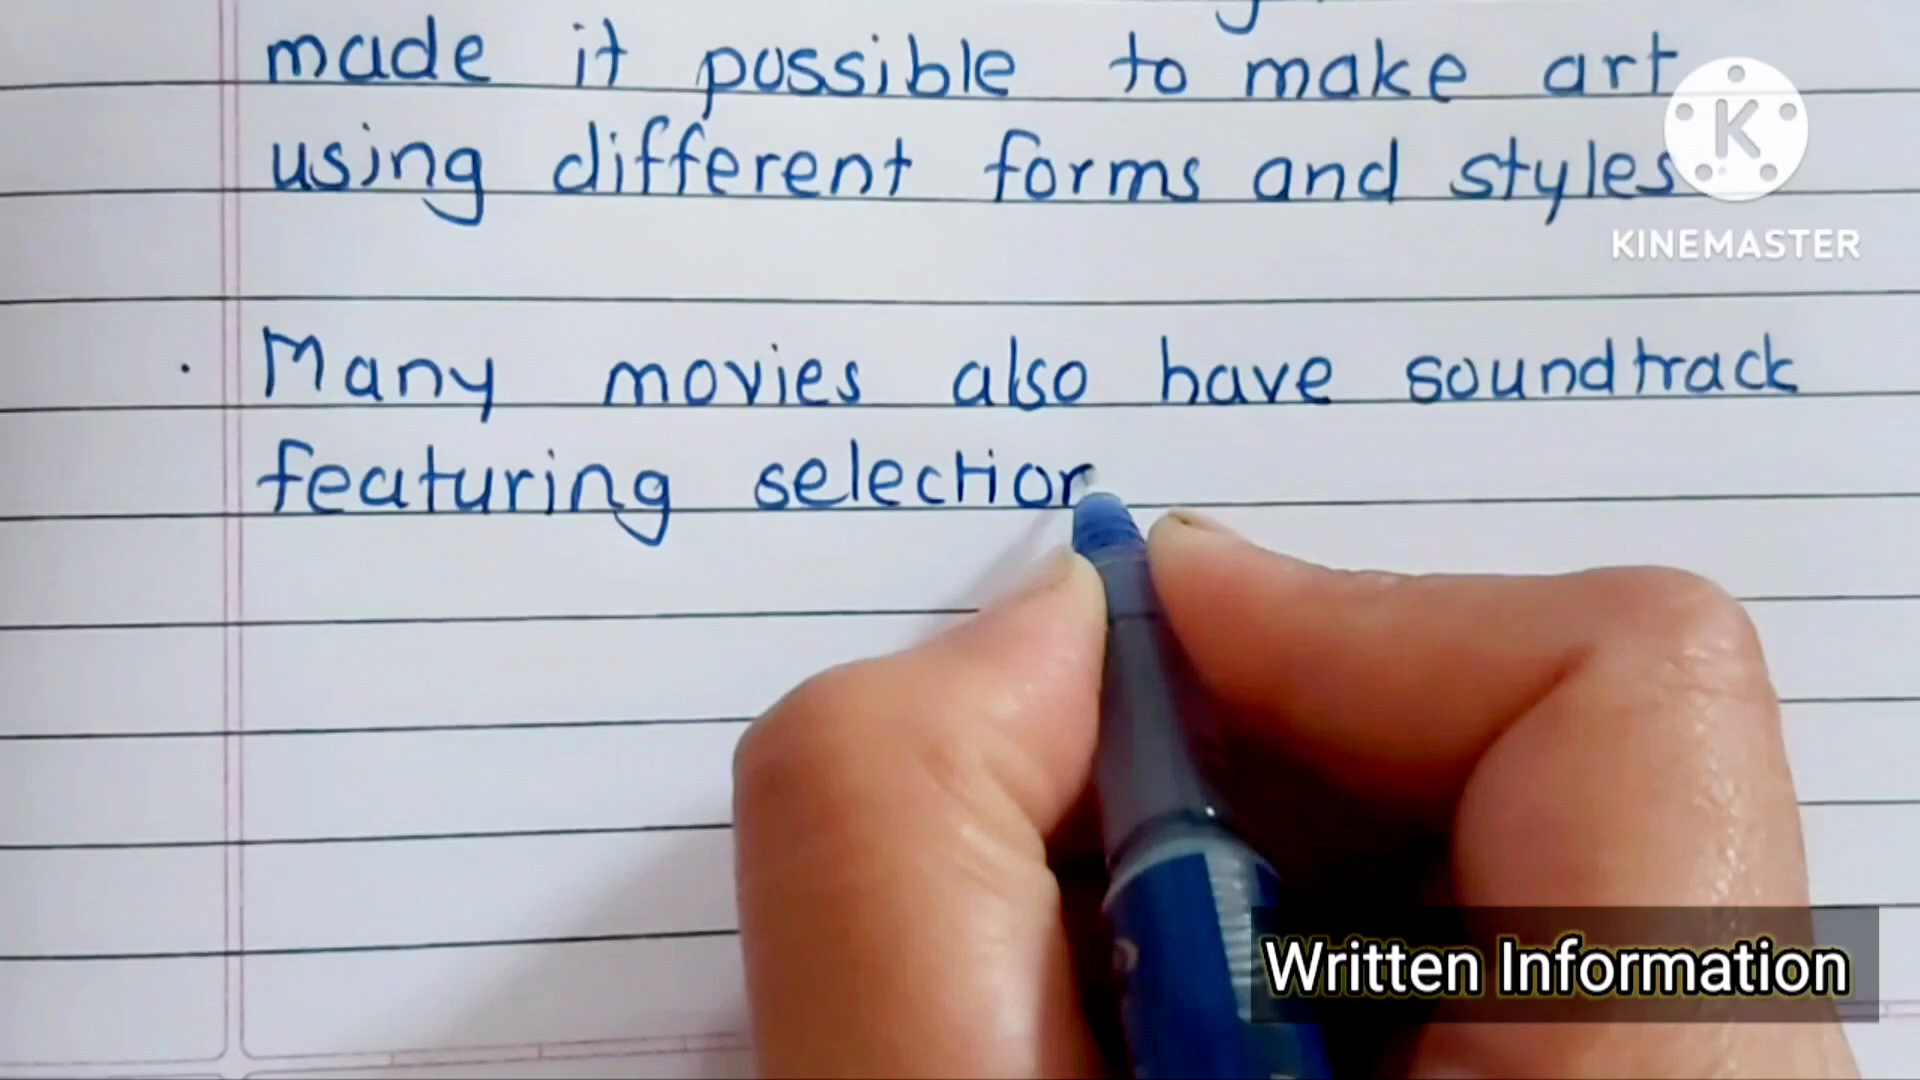 made it possible to make art
using different forms and styles
KINEMASTER
. Many movies also have soundtrack
featuring selection
Written Information